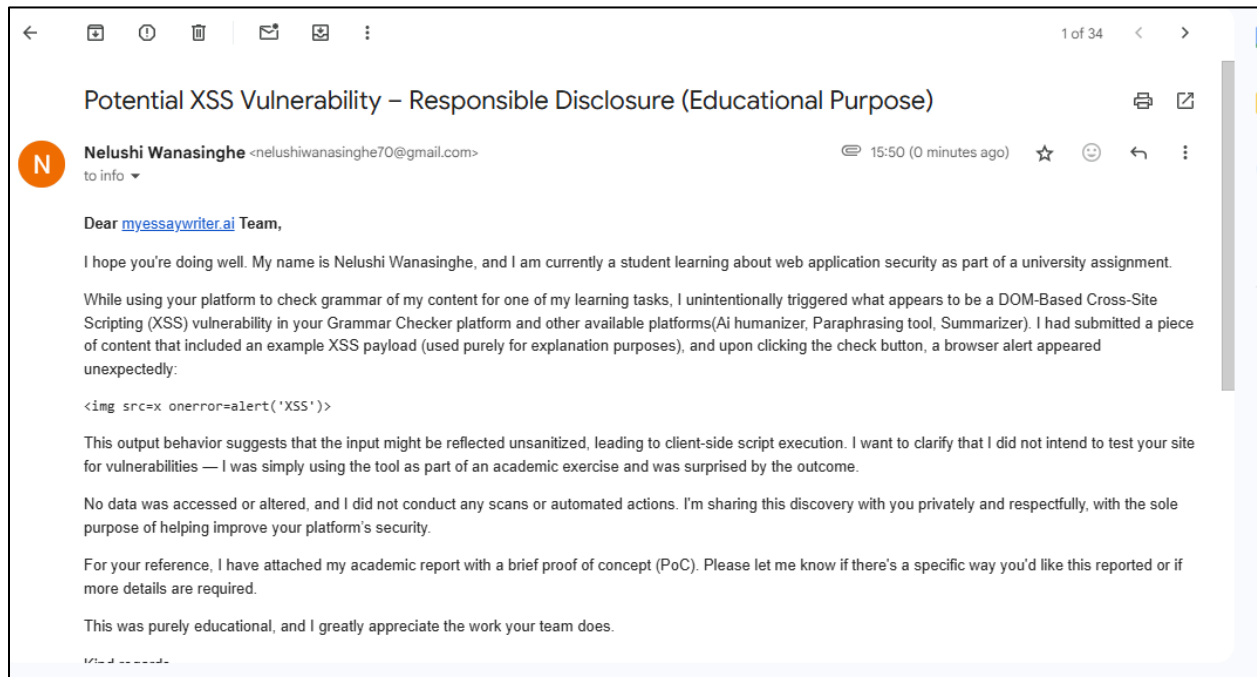 1 of 34
Potential XSS Vulnerability – Responsible Disclosure (Educational Purpose)
N
Nelushi Wanasinghe <nelushiwanasinghe70@gmail.com>
15:50 (0 minutes ago)
to info
Dear myessaywriter.ai Team,
I hope you're doing well. My name is Nelushi Wanasinghe, and I am currently a student learning about web application security as part of a university assignment.
While using your platform to check grammar of my content for one of my learning tasks, I unintentionally triggered what appears to be a DOM-Based Cross-Site
Scripting (XSS) vulnerability in your Grammar Checker platform and other available platforms(Ai humanizer, Paraphrasing tool, Summarizer). I had submitted a piece
of content that included an example XSS payload (used purely for explanation purposes), and upon clicking the check button, a browser alert appeared
unexpectedly:
<img src=x onerror=alert('XSS')>
This output behavior suggests that the input might be reflected unsanitized, leading to client-side script execution. I want to clarify that I did not intend to test your site
for vulnerabilities — I was simply using the tool as part of an academic exercise and was surprised by the outcome.
No data was accessed or altered, and I did not conduct any scans or automated actions. I'm sharing this discovery with you privately and respectfully, with the sole
purpose of helping improve your platform's security.
For your reference, I have attached my academic report with a brief proof of concept (PoC). Please let me know if there's a specific way you'd like this reported or if
more details are required.
This was purely educational, and I greatly appreciate the work your team does.
Kind regards